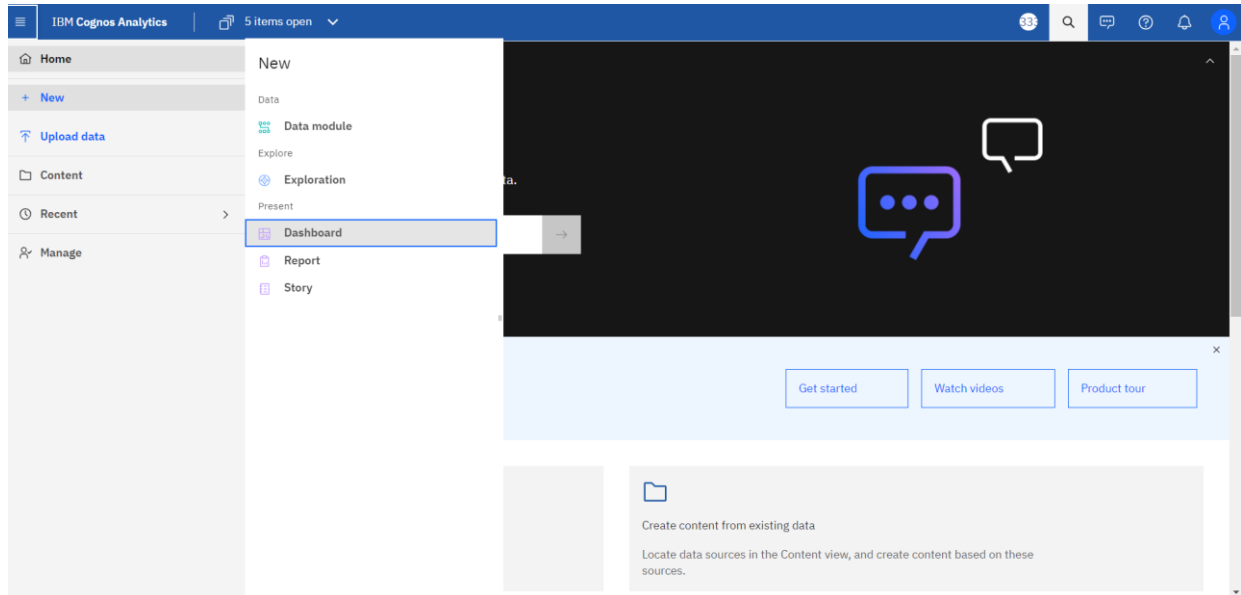 IBM Cognos Analytics
5 items open
Home
New
Upload data
Content
Recent
Manage
New
Data
Data module
Explore
Exploration
Present
Dashboard
Report
Story
ta.
Get started
Watch videos
Product tour
Create content from existing data
Locate data sources in the Content view, and create content based on these
sources.